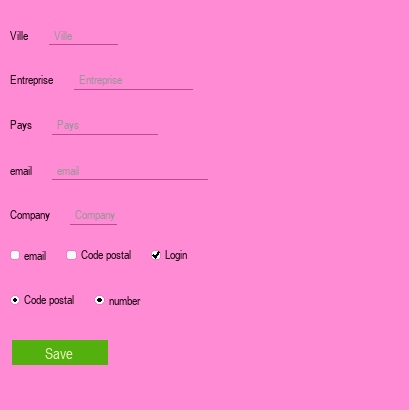 Ville Ville
Entreprise Entreprise
Pays Pays
email email
Company Company
email Code postal Login
Code postal number
Save